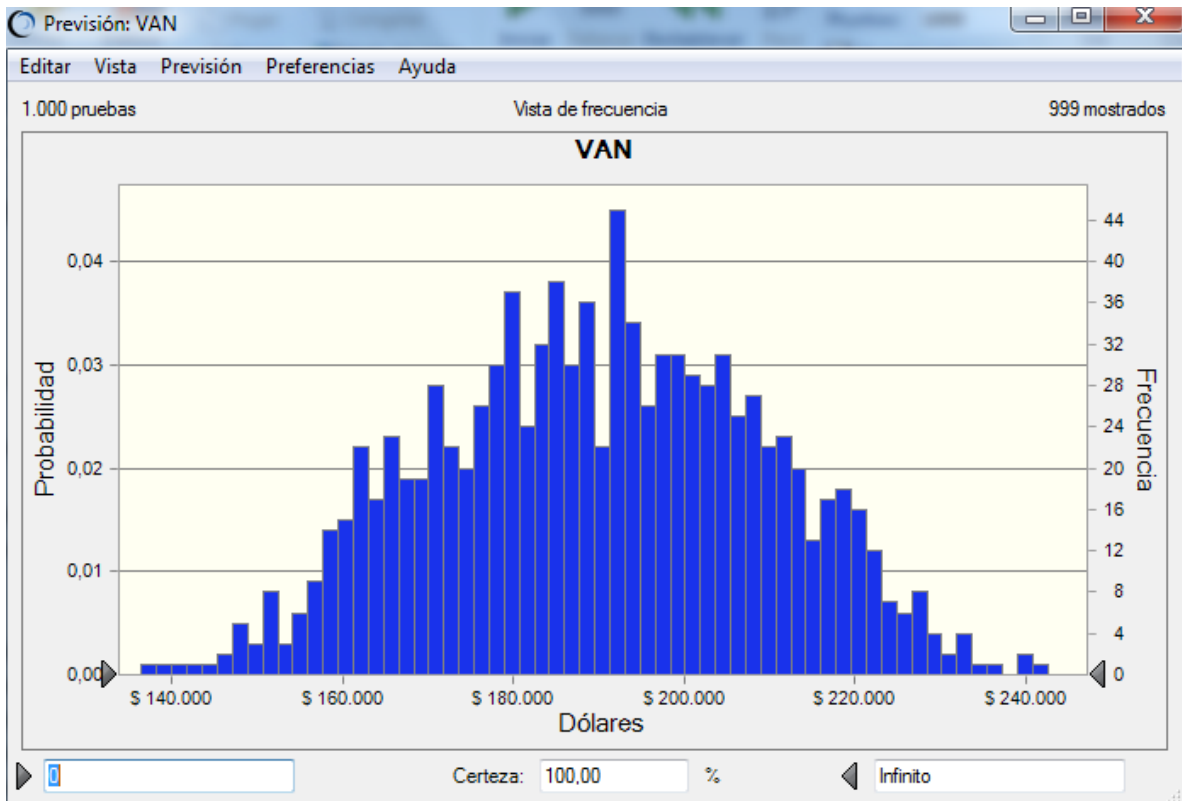 Previsión: VAN
Editar Vista Previsión Preferencias Ayuda
1.000 pruebas Vista de frecuencia 999 mostrados
VAN
Probabilidad
0,04
0,03
0,02
0,01
0,00
44
40
36
32
28
24
20
16
12
8
4
0
Frecuencia
$ 140.000 $ 160.000 $ 180.000 $ 200.000 $ 220.000 $ 240.000
Dólares
0 Certeza: 100,00 % Infinito